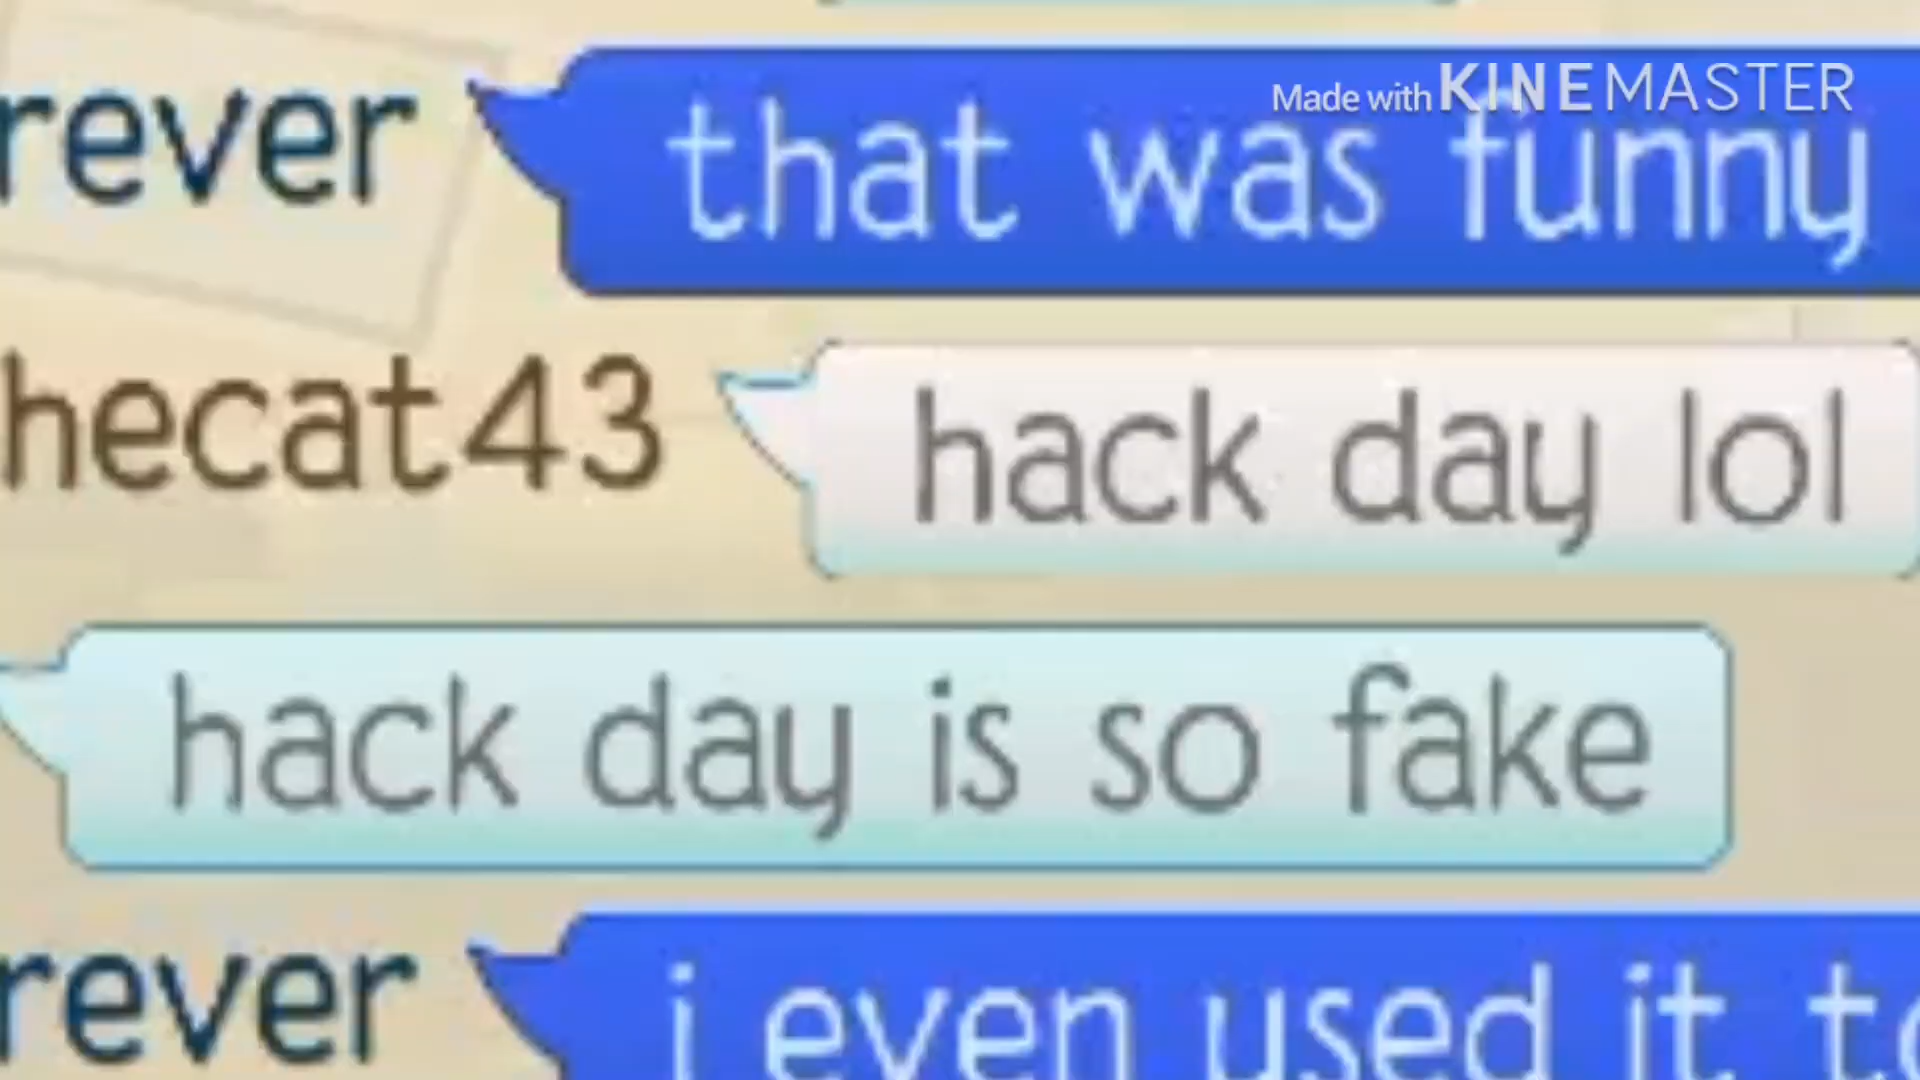 Made with KINEMASTER
rever that was funny
hecat43 hack day lol
hack day is so fake
rever i even used it to